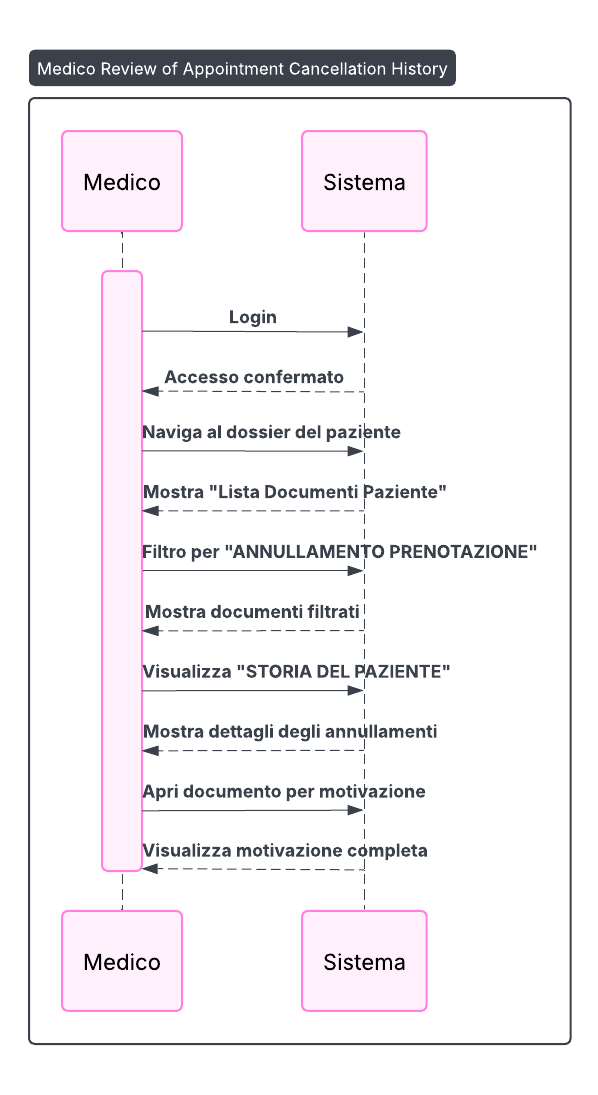 Medico Review of Appointment Cancellation History
Medico
Sistema
Login
Accesso confermato
Naviga al dossier del paziente
Mostra "Lista Documenti Paziente"
Filtro per "ANNULLAMENTO PRENOTAZIONE"
Mostra documenti filtrati
Visualizza "STORIA DEL PAZIENTE"
Mostra dettagli degli annullamenti
Apri documento per motivazione
Visualizza motivazione completa
Medico
Sistema